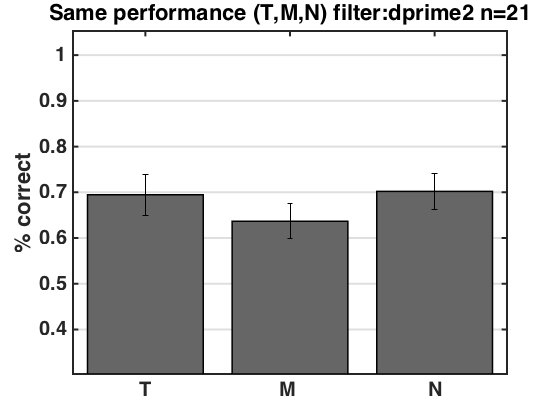 Same performance (T,M,N) filter:dprime2 n=21
% correct
1
0.9
0.8
0.7
0.6
0.5
0.4
T M N